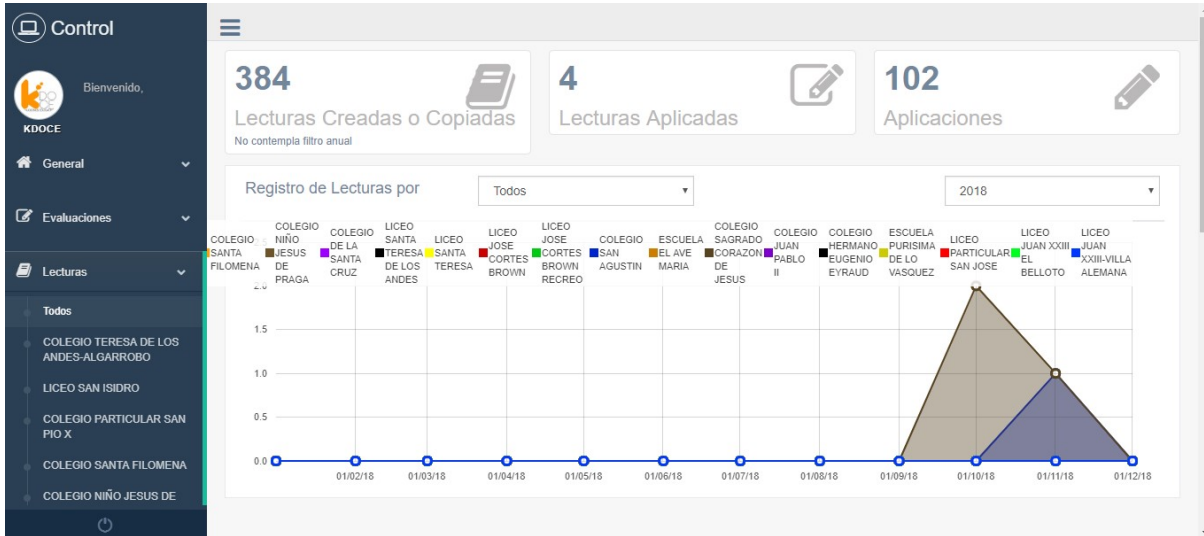 Control
Bienvenido,
KDOCE
General
Evaluaciones
Lecturas
Todos
COLEGIO TERESA DE LOS
ANDES-ALGARROBO
LICEO SAN ISIDRO
COLEGIO PARTICULAR SAN
PIO X
COLEGIO SANTA FILOMENA
COLEGIO NIÑO JESUS DE
384
Lecturas Creadas o Copiadas
No contempla filtro anual
4
Lecturas Aplicadas
102
Aplicaciones
Registro de Lecturas por
Todos
2018
COLEGIO
SANTA
FILOMENA
COLEGIO
NIÑO
JESUS
DE
PRAGA
COLEGIO
DE LA
SANTA
CRUZ
LICEO
SANTA
TERESA
DE LOS
ANDES
LICEO
SANTA
TERESA
LICEO
JOSE
CORTES
BROWN
LICEO
JOSE
CORTES
BROWN
RECREO
COLEGIO
SAN
AGUSTIN
ESCUELA
EL AVE
MARIA
COLEGIO
SAGRADO
CORAZON
DE
JESUS
COLEGIO
JUAN
PABLO
II
COLEGIO
HERMANO
EUGENIO
EYRAUD
ESCUELA
PURISIMA
DE LO
VASQUEZ
LICEO
PARTICULAR
SAN JOSE
LICEO
JUAN XXIII
EL
BELLOTO
LICEO
JUAN
XXIII-VILLA
ALEMANA
2.0
1.5
1.0
0.5
0.0
01/02/18
01/03/18
01/04/18
01/05/18
01/06/18
01/07/18
01/08/18
01/09/18
01/10/18
01/11/18
01/12/18